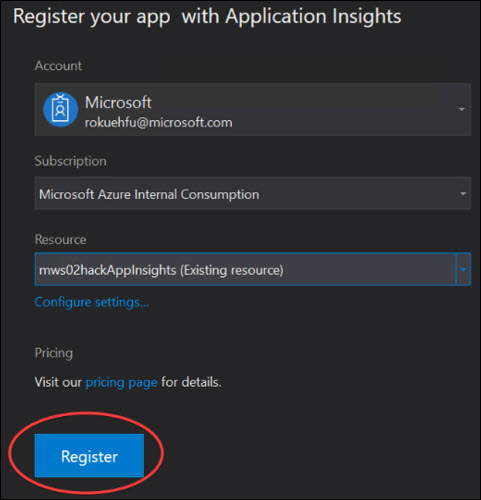 Register your app with Application Insights
Account
Microsoft
rokuehfu@microsoft.com
Subscription
Microsoft Azure Internal Consumption
Resource
mws02hackAppInsights (Existing resource)
Configure settings...
Pricing
Visit our pricing page for details.
Register